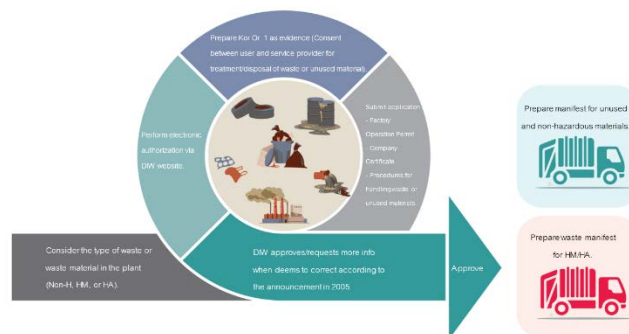 Prepare Kor Or 1 as evidence (Consent
between user and service provider for
treatment/disposal of waste or unused material)
Perform electronic
authorization via
DIW website.
Submit application
- Factory
Operation Permit
- Company
Certificate
- Procedures for
handling waste or
unused materials.
Consider the type of waste or
waste material in the plant
(Non-H, HM, or HA).
DIW approves/requests more info
when deems to correct according to
the announcement in 2005
Approve
Prepare manifest for unused
and non-hazardous materials
Prepare waste manifest
for HM/HA.